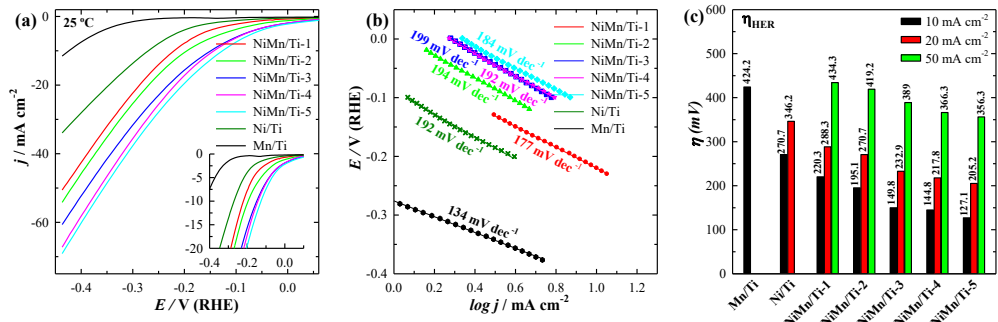 (a)
25 ºC
NiMn/Ti-1
NiMn/Ti-2
NiMn/Ti-3
NiMn/Ti-4
NiMn/Ti-5
Ni/Ti
Mn/Ti
j / mA cm-2
0
-20
-40
-60
-0.4
-0.3
-0.2
-0.1
0.0
E / V (RHE)
0
-5
-10
-15
-20
-0.4
-0.2
0.0
(b)
184 mV dec-1
199 mV dec-1
192 mV dec-1
194 mV dec-1
192 mV dec-1
177 mV dec-1
134 mV dec-1
NiMn/Ti-1
NiMn/Ti-2
NiMn/Ti-3
NiMn/Ti-4
NiMn/Ti-5
Ni/Ti
Mn/Ti
E / V (RHE)
0.0
-0.1
-0.2
-0.3
-0.4
0.0
0.2
0.4
0.6
0.8
1.0
1.2
log j / mA cm-2
(c)
ηHER
10 mA cm-2
20 mA cm-2
50 mA cm-2
η (mV)
600
500
400
300
200
100
0
424.2
270.7
346.2
220.3
288.3
434.3
195.1
270.7
419.2
149.8
232.9
389
144.8
217.8
366.3
127.1
205.2
356.3
Mn/Ti
Ni/Ti
NiMn/Ti-1
NiMn/Ti-2
NiMn/Ti-3
NiMn/Ti-4
NiMn/Ti-5